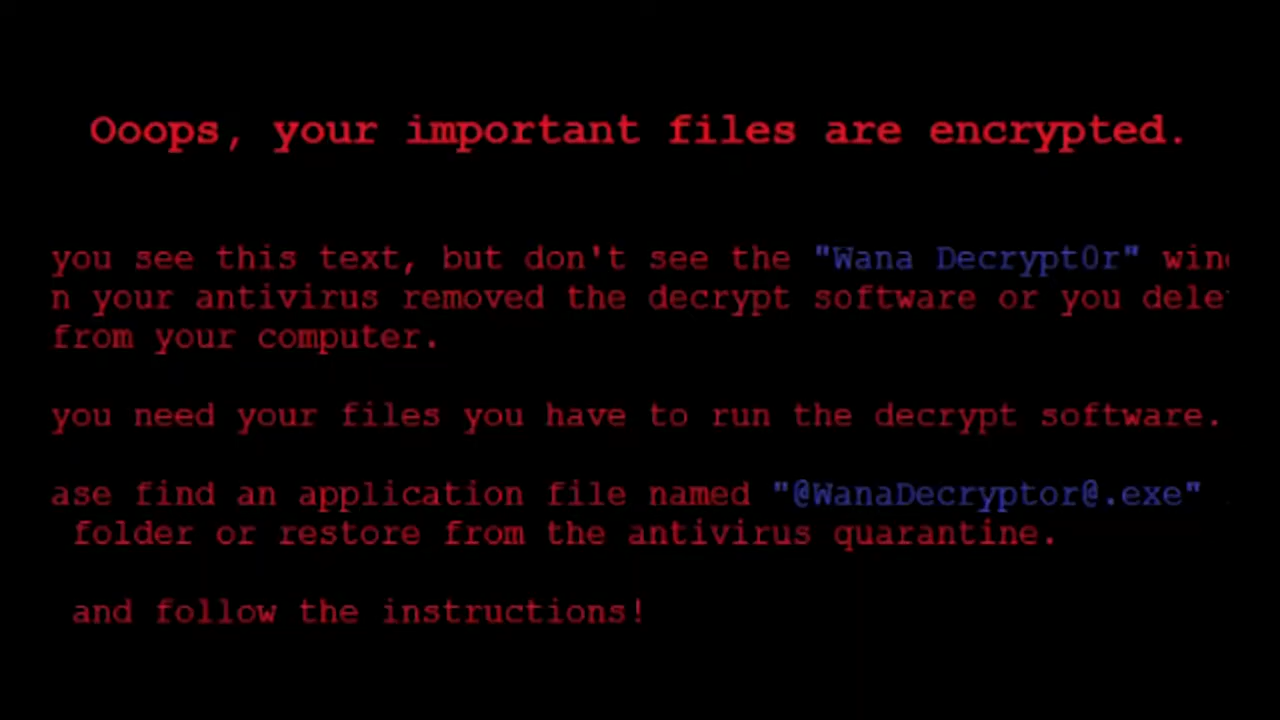 Ooops, your important files are encrypted.
you see this text, but don't see the "Wana Decrypt0r"
n your antivirus removed the decrypt software or you
from your computer.
you need your files you have to run the decrypt software.
ase find an application file named "@WanaDecryptor@.exe"
folder or restore from the antivirus quarantine.
and follow the instructions!